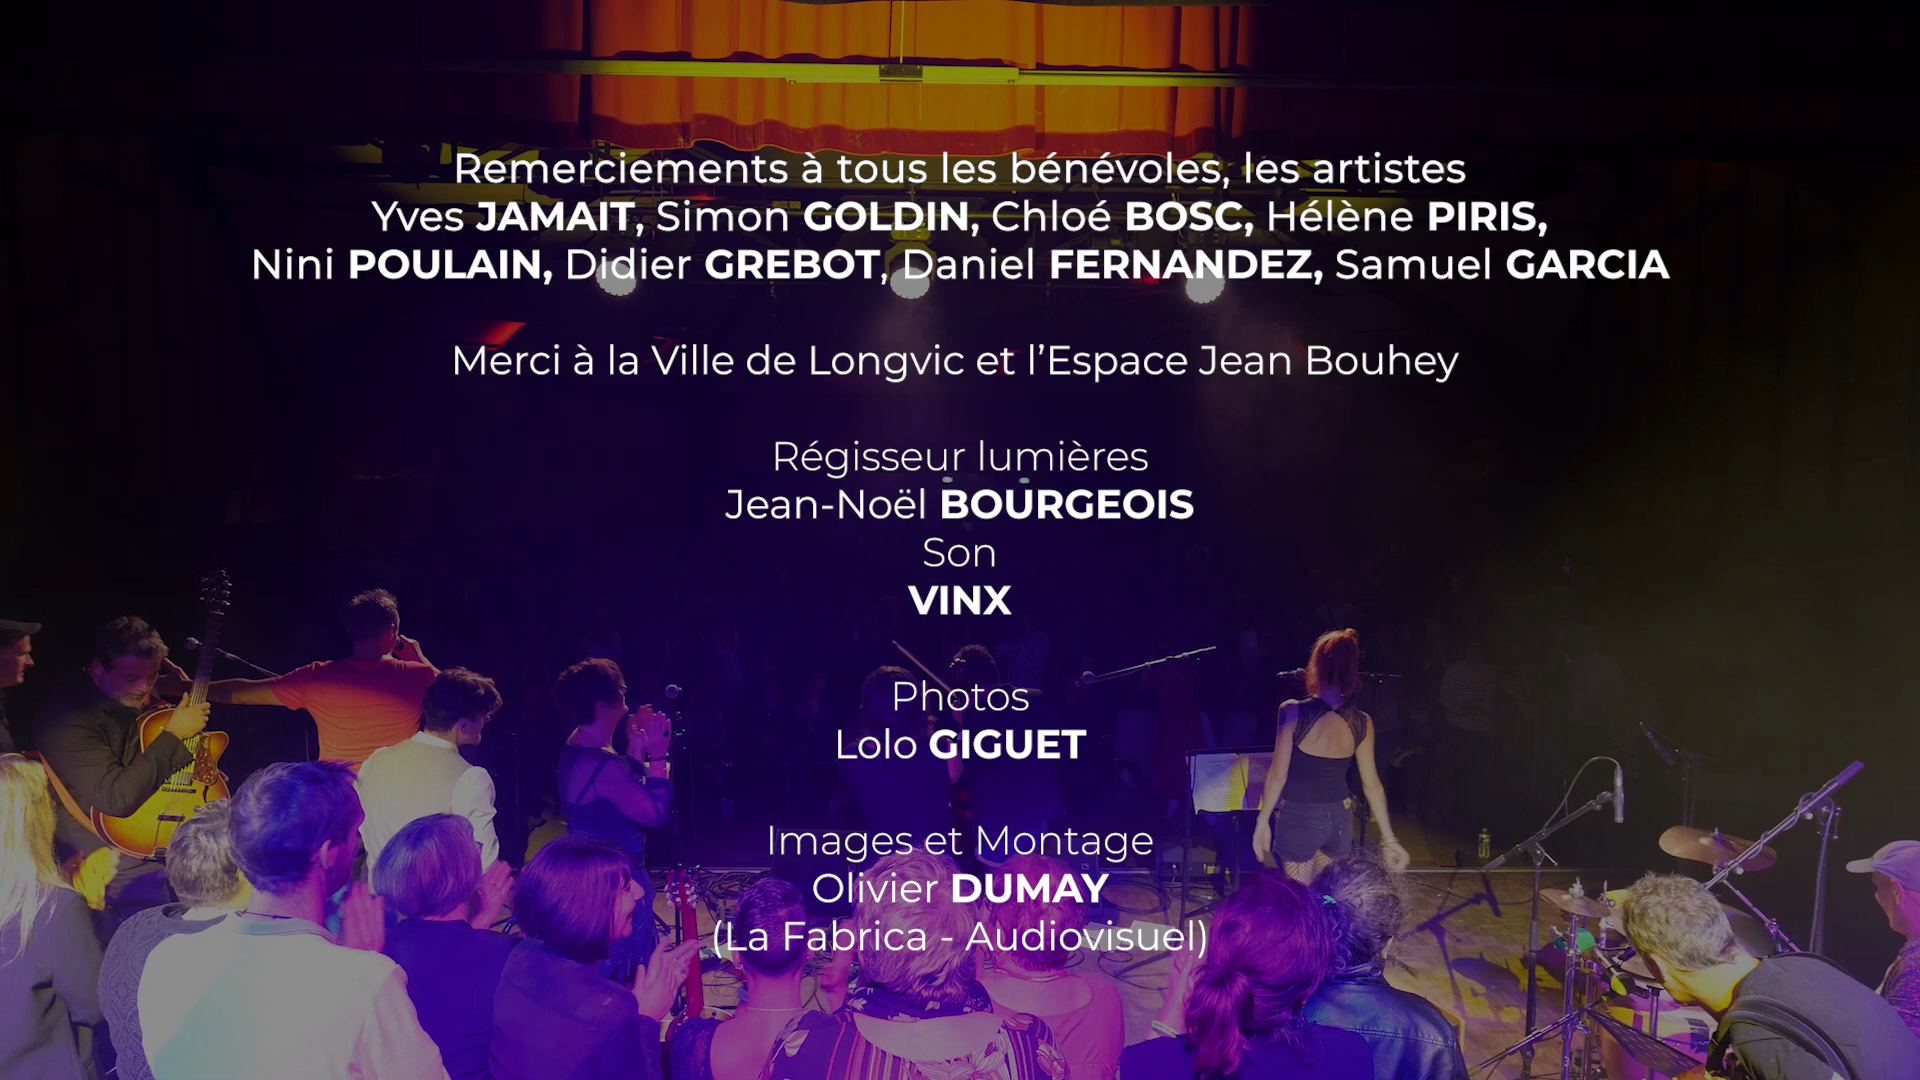 Remerciements à tous les bénévoles, les artistes
Yves JAMAIT, Simon GOLDIN, Chloé BOSC, Hélène PIRIS,
Nini POULAIN, Didier GREBOT, Daniel FERNANDEZ, Samuel GARCIA
Merci à la Ville de Longvic et l’Espace Jean Bouhey
Régisseur lumières
Jean-Noël BOURGEOIS
Son
VINX
Photos
Lolo GIGUET
Images et Montage
Olivier DUMAY
(La Fabrica - Audiovisuel)